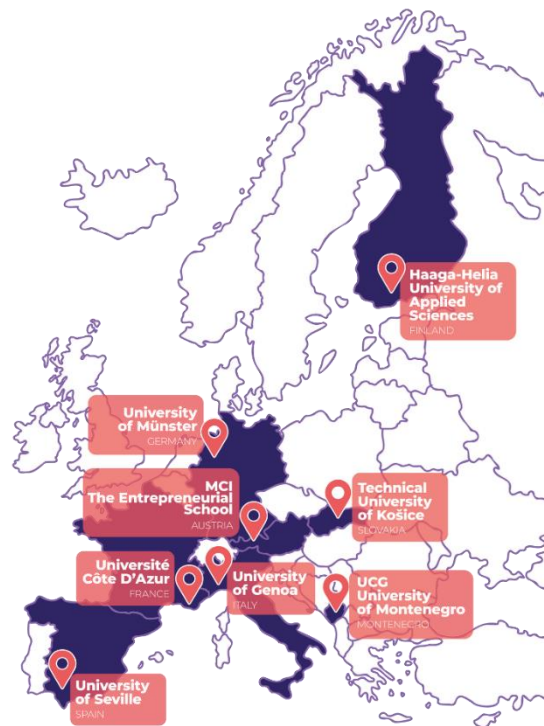 Haaga-Helia
University of
Applied
Sciences
FINLAND
University
of Münster
GERMANY
MCI
The Entrepreneurial
School
AUSTRIA
Technical
University
of Košice
SLOVAKIA
Université
Côte D'Azur
FRANCE
University
of Genoa
ITALY
UCG
University
of Montenegro
MONTENEGRO
University
of Seville
SPAIN